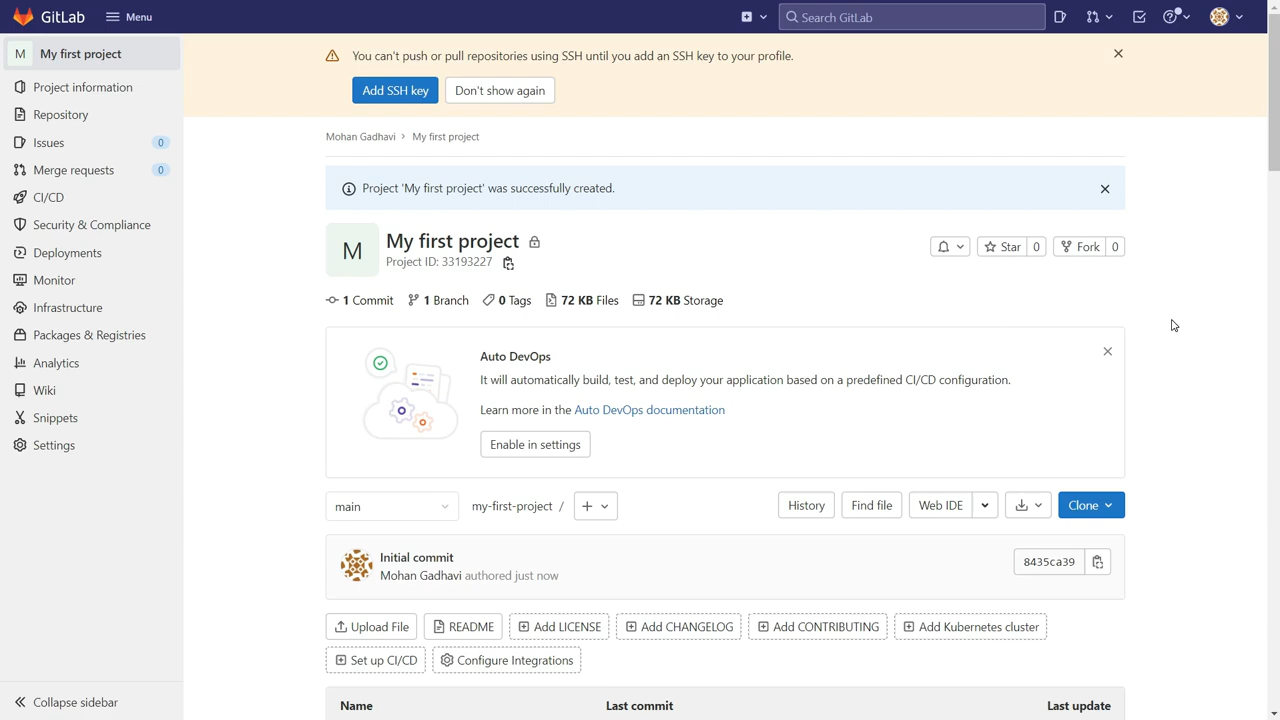 GitLab
Menu
Search GitLab
M My first project
Project information
Repository
Issues 0
Merge requests 0
CI/CD
Security & Compliance
Deployments
Monitor
Infrastructure
Packages & Registries
Analytics
Wiki
Snippets
Settings
Collapse sidebar
You can't push or pull repositories using SSH until you add an SSH key to your profile.
Add SSH key Don't show again
Mohan Gadhavi > My first project
Project 'My first project' was successfully created.
M
My first project
Project ID: 33193227
Star 0 Fork 0
1 Commit 1 Branch 0 Tags 72 KB Files 72 KB Storage
Auto DevOps
It will automatically build, test, and deploy your application based on a predefined CI/CD configuration.
Learn more in the Auto DevOps documentation
Enable in settings
main my-first-project / + History Find file Web IDE Clone
Initial commit
Mohan Gadhavi authored just now
8435ca39
Upload File README Add LICENSE Add CHANGELOG Add CONTRIBUTING Add Kubernetes cluster
Set up CI/CD Configure Integrations
Name Last commit Last update